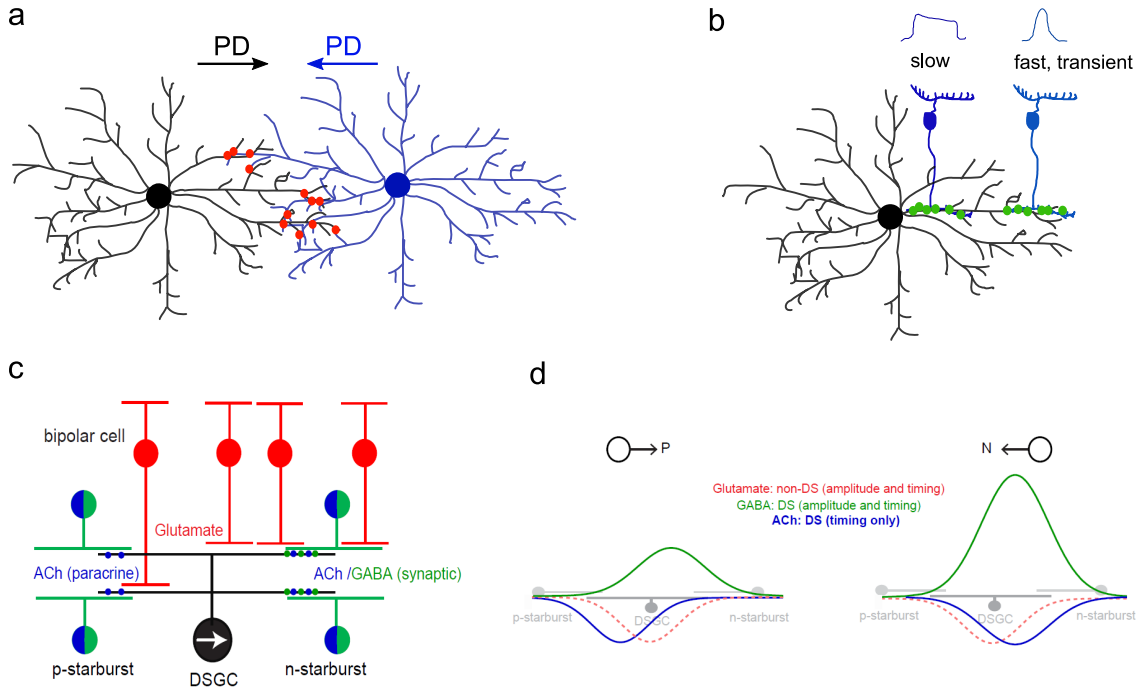 a
PD
PD
b
slow
fast, transient
c
bipolar cell
Glutamate
ACh (paracrine)
ACh /GABA (synaptic)
p-starburst
DSGC
n-starburst
d
P
N
Glutamate: non-DS (amplitude and timing)
GABA: DS (amplitude and timing)
ACh: DS (timing only)
p-starburst
DSGC
n-starburst
p-starburst
DSGC
n-starburst